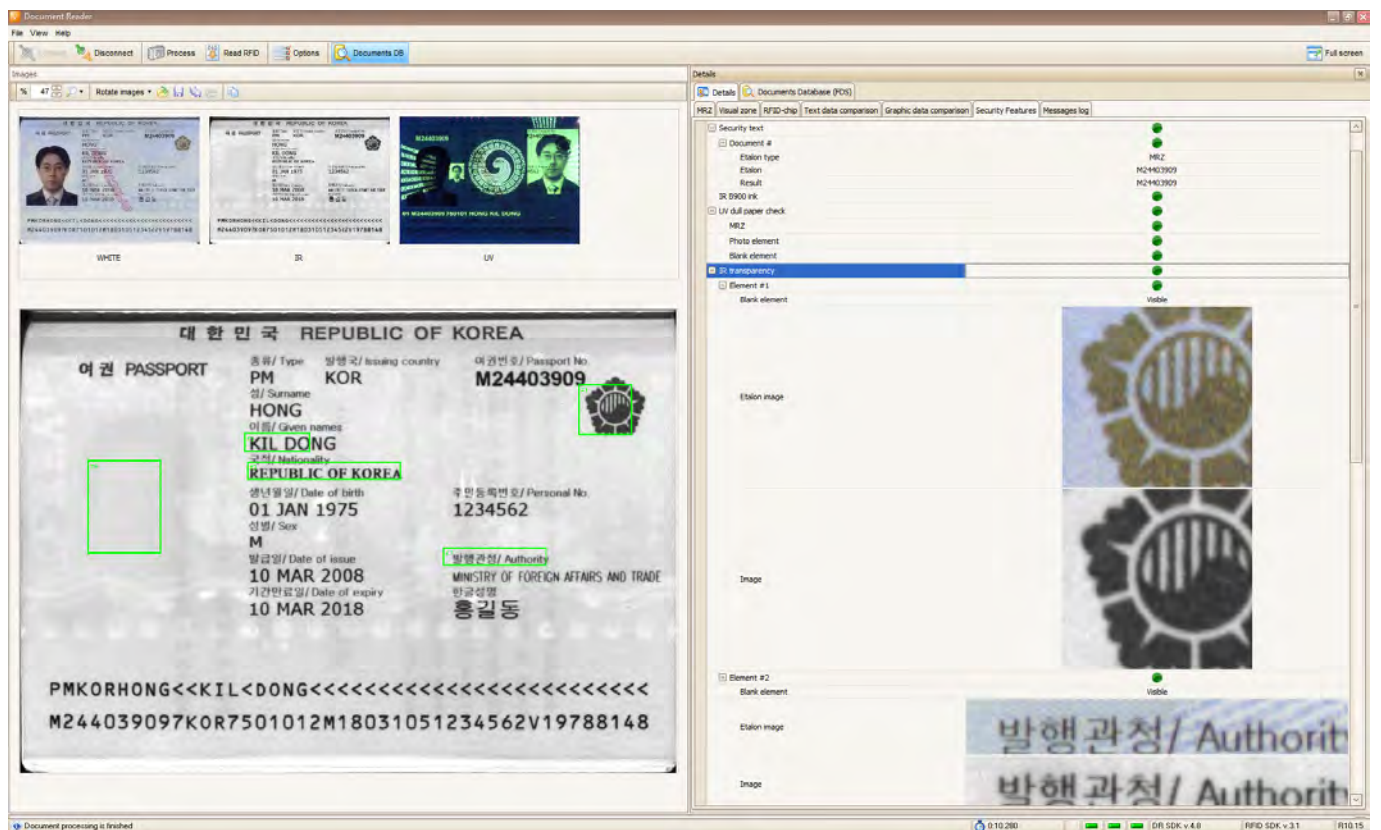 Document Reader
File View Help
Disconnect Process Read RFID Options Documents DB Full screen
Images
% 47 Rotate images
WHITE IR UV
대한민국 REPUBLIC OF KOREA
여권 PASSPORT
종류/ Type 발행국/ Issuing country 여권번호/ Passport No.
PM KOR M24403909
성/ Surname
HONG
이름/ Given names
KIL DONG
국적/ Nationality
REPUBLIC OF KOREA
생년월일/ Date of birth 주민등록번호/ Personal No.
01 JAN 1975 1234562
성별/ Sex
M
발급일/ Date of issue 발행관청/ Authority
10 MAR 2008 MINISTRY OF FOREIGN AFFAIRS AND TRADE
기간만료일/ Date of expiry 한글성명
10 MAR 2018 홍길동
PMKORHONG<<KIL<DONG<<<<<<<<<<<<<<<<<<<<<<<<<
M244039097KOR7501012M18031051234562V19788148
Details
Details Documents Database (FDS)
MRZ Visual zone RFID-chip Text data comparison Graphic data comparison Security Features Messages log
Security text
Document #
Etalon type MRZ
Etalon M24403909
Result M24403909
IR B900 ink
UV dull paper check
MRZ
Photo element
Blank element
IR transparency
Element #1
Blank element Visible
Etalon image
Image
Element #2
Blank element Visible
Etalon image 발행관청/ Authorit
Image 발행관청/ Authorit
Document processing is finished 0:10.280 DR SDK v.4.8 RFID SDK v.3.1 R10.15